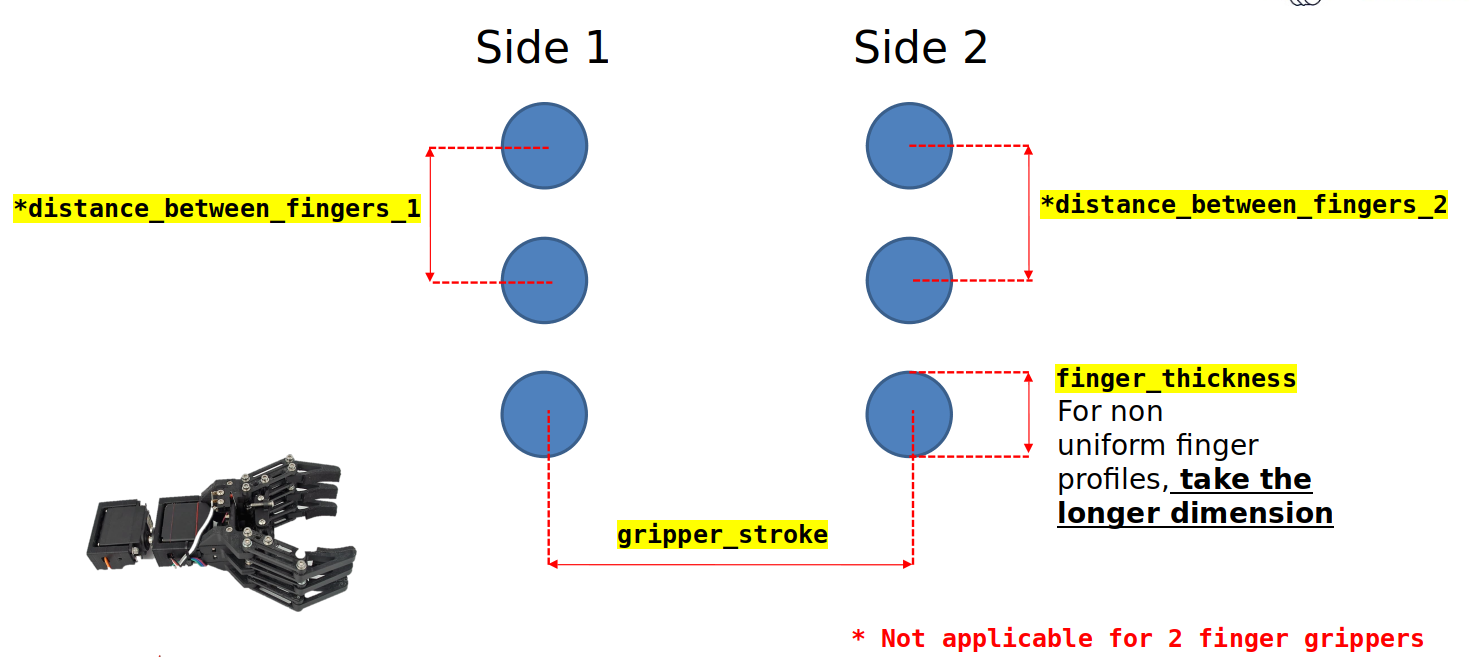 Side 1
Side 2
*distance_between_fingers_1
*distance_between_fingers_2
finger_thickness
For non
uniform finger
profiles, take the
longer dimension
gripper_stroke
* Not applicable for 2 finger grippers